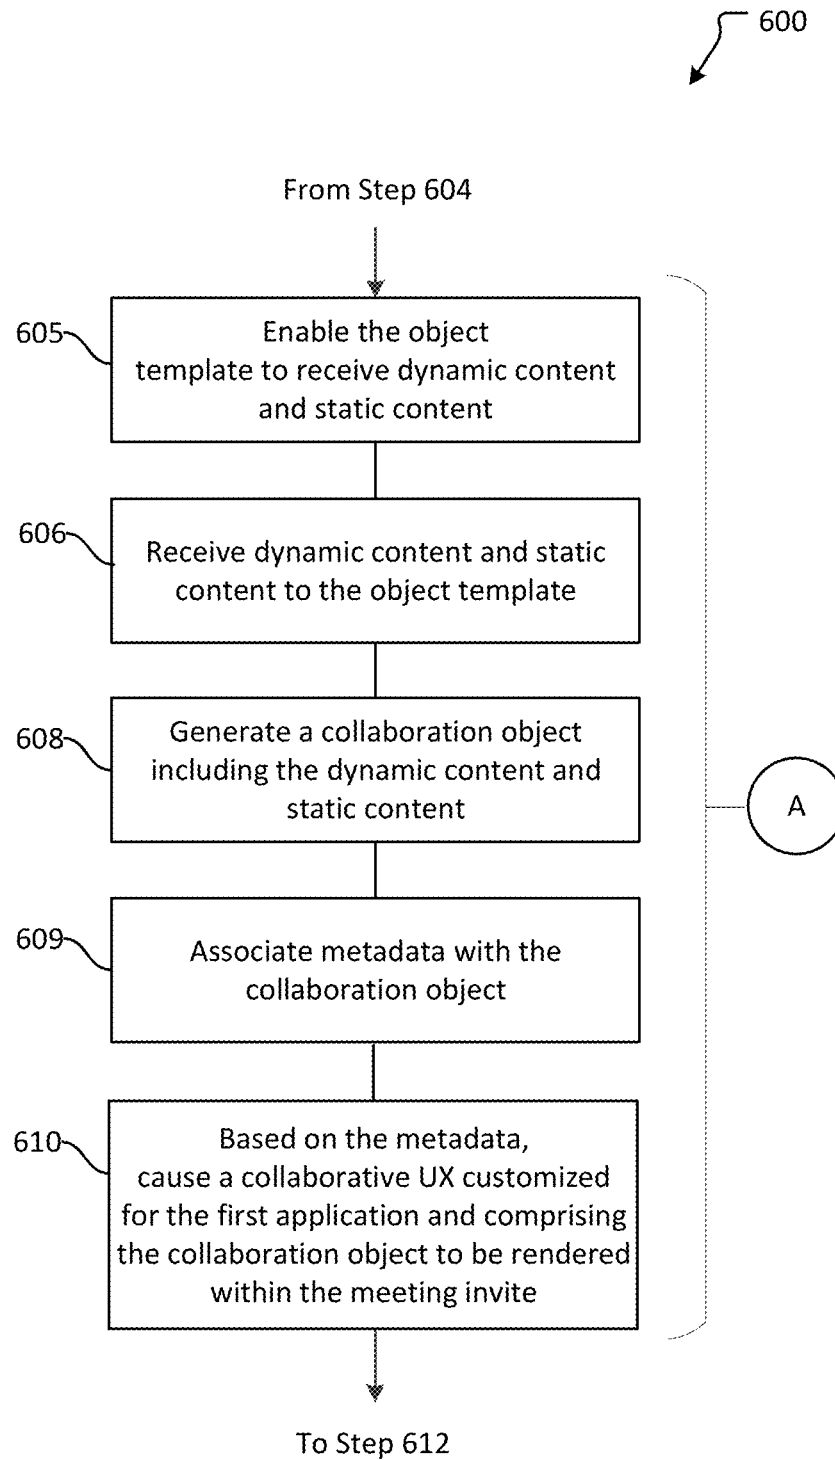 600
From Step 604
605
Enable the object
template to receive dynamic content
and static content
606
Receive dynamic content and static
content to the object template
608
Generate a collaboration object
including the dynamic content and
static content
A
609
Associate metadata with the
collaboration object
610
Based on the metadata,
cause a collaborative UX customized
for the first application and comprising
the collaboration object to be rendered
within the meeting invite
To Step 612